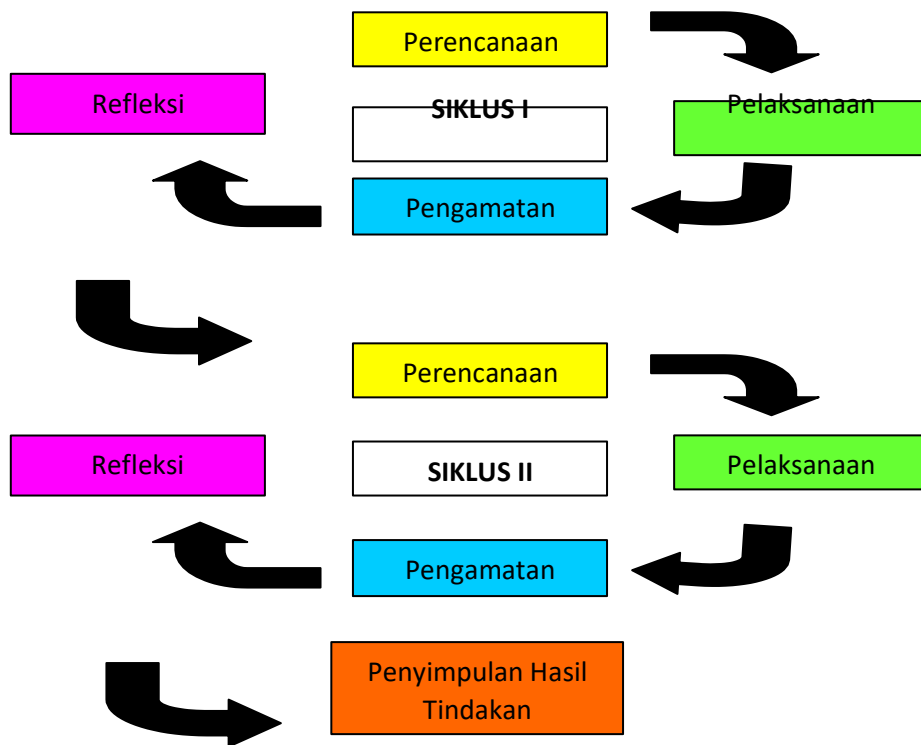 Perencanaan
Refleksi
SIKLUS I
Pelaksanaan
Pengamatan
Perencanaan
Refleksi
SIKLUS II
Pelaksanaan
Pengamatan
Penyimpulan Hasil
Tindakan